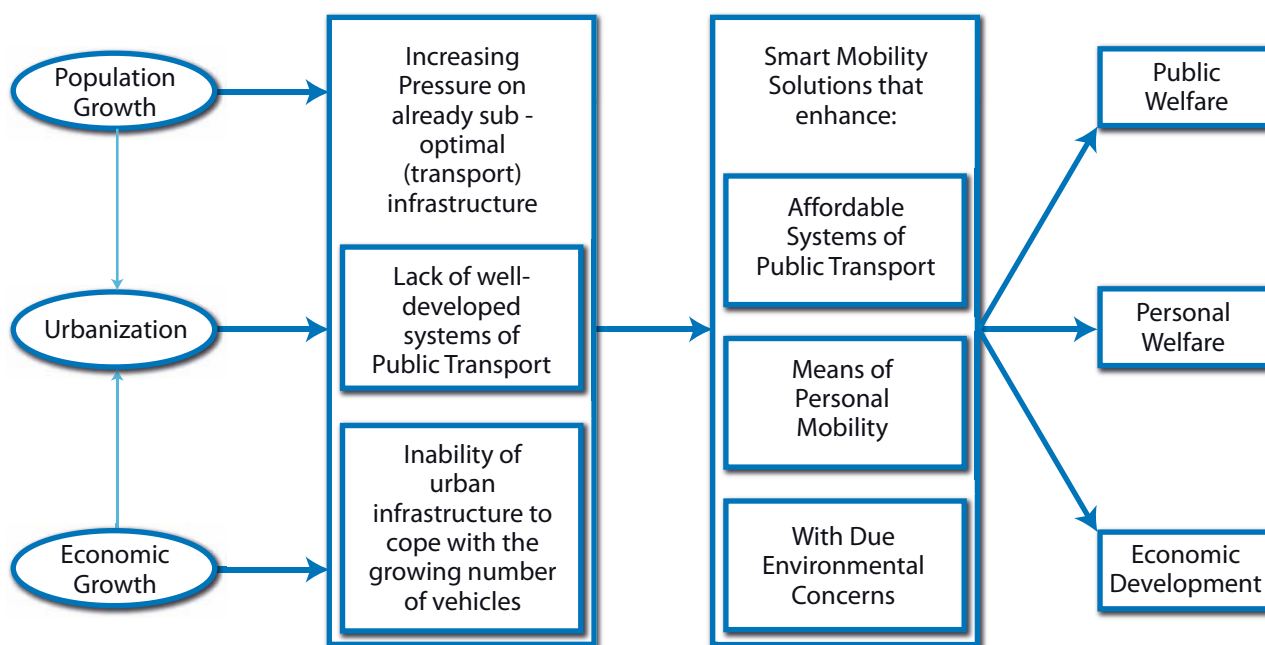 Population
Growth
Urbanization
Economic
Growth
Increasing
Pressure on
already sub -
optimal
(transport)
infrastructure
Lack of well-
developed
systems of
Public Transport
Inability of
urban
infrastructure to
cope with the
growing number
of vehicles
Smart Mobility
Solutions that
enhance:
Affordable
Systems of
Public Transport
Means of
Personal
Mobility
With Due
Environmental
Concerns
Public
Welfare
Personal
Welfare
Economic
Development